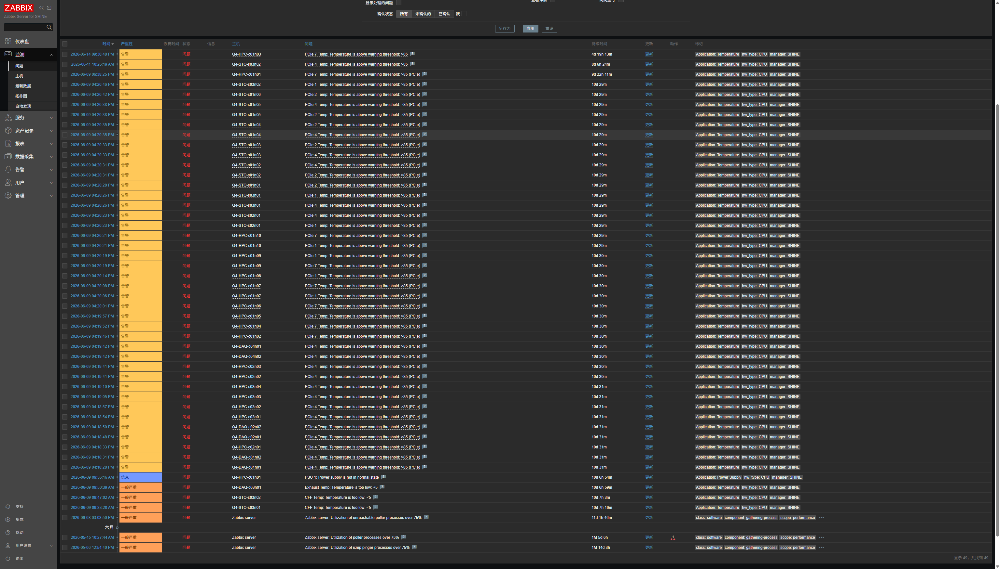 ZABBIX
Zabbix Server for SHINE
仪表盘
监测
问题
主机
最新数据
拓扑图
自动发现
服务
资产记录
报表
数据采集
告警
用户
管理
支持
集成
帮助
用户设置
退出
显示处理的问题 查看详情 高亮整行
确认状态 所有 未确认的 已确认 我
另存为 应用 重设
时间 严重性 恢复时间 状态 信息 主机 问题 持续时间 更新 动作 标记
2026-06-14 09:36:48 PM 告警 问题 Q4-HPC-c01n03 PCIe 7 Temp: Temperature is above warning threshold: >85 ? 4d 19h 13m 更新 Application: Temperature hw_type: CPU manager: SHINE
2026-06-11 10:26:19 AM 告警 问题 Q4-STO-s03n02 PCIe 4 Temp: Temperature is above warning threshold: >85 ? 8d 6h 24m 更新 Application: Temperature hw_type: CPU manager: SHINE
2026-06-09 06:38:25 PM 告警 问题 Q4-HPC-c01n01 PCIe 7 Temp: Temperature is above warning threshold: >85 (PCIe) ? 9d 22h 11m 更新 Application: Temperature hw_type: CPU manager: SHINE
2026-06-09 04:20:46 PM 告警 问题 Q4-STO-s03n02 PCIe 1 Temp: Temperature is above warning threshold: >85 (PCIe) ? 10d 29m 更新 Application: Temperature hw_type: CPU manager: SHINE
2026-06-09 04:20:42 PM 告警 问题 Q4-STO-s01n06 PCIe 2 Temp: Temperature is above warning threshold: >85 (PCIe) ? 10d 29m 更新 Application: Temperature hw_type: CPU manager: SHINE
2026-06-09 04:20:38 PM 告警 问题 Q4-STO-s01n05 PCIe 4 Temp: Temperature is above warning threshold: >85 (PCIe) ? 10d 29m 更新 Application: Temperature hw_type: CPU manager: SHINE
2026-06-09 04:20:38 PM 告警 问题 Q4-STO-s01n05 PCIe 2 Temp: Temperature is above warning threshold: >85 (PCIe) ? 10d 29m 更新 Application: Temperature hw_type: CPU manager: SHINE
2026-06-09 04:20:35 PM 告警 问题 Q4-STO-s01n04 PCIe 2 Temp: Temperature is above warning threshold: >85 (PCIe) ? 10d 29m 更新 Application: Temperature hw_type: CPU manager: SHINE
2026-06-09 04:20:35 PM 告警 问题 Q4-STO-s01n04 PCIe 4 Temp: Temperature is above warning threshold: >85 (PCIe) ? 10d 29m 更新 Application: Temperature hw_type: CPU manager: SHINE
2026-06-09 04:20:33 PM 告警 问题 Q4-STO-s01n03 PCIe 2 Temp: Temperature is above warning threshold: >85 (PCIe) ? 10d 29m 更新 Application: Temperature hw_type: CPU manager: SHINE
2026-06-09 04:20:33 PM 告警 问题 Q4-STO-s01n03 PCIe 4 Temp: Temperature is above warning threshold: >85 (PCIe) ? 10d 29m 更新 Application: Temperature hw_type: CPU manager: SHINE
2026-06-09 04:20:31 PM 告警 问题 Q4-STO-s01n02 PCIe 4 Temp: Temperature is above warning threshold: >85 (PCIe) ? 10d 29m 更新 Application: Temperature hw_type: CPU manager: SHINE
2026-06-09 04:20:31 PM 告警 问题 Q4-STO-s01n02 PCIe 2 Temp: Temperature is above warning threshold: >85 (PCIe) ? 10d 29m 更新 Application: Temperature hw_type: CPU manager: SHINE
2026-06-09 04:20:28 PM 告警 问题 Q4-STO-s01n01 PCIe 2 Temp: Temperature is above warning threshold: >85 (PCIe) ? 10d 29m 更新 Application: Temperature hw_type: CPU manager: SHINE
2026-06-09 04:20:26 PM 告警 问题 Q4-STO-s03n01 PCIe 1 Temp: Temperature is above warning threshold: >85 (PCIe) ? 10d 29m 更新 Application: Temperature hw_type: CPU manager: SHINE
2026-06-09 04:20:26 PM 告警 问题 Q4-STO-s03n01 PCIe 4 Temp: Temperature is above warning threshold: >85 (PCIe) ? 10d 29m 更新 Application: Temperature hw_type: CPU manager: SHINE
2026-06-09 04:20:23 PM 告警 问题 Q4-STO-s02n01 PCIe 4 Temp: Temperature is above warning threshold: >85 (PCIe) ? 10d 29m 更新 Application: Temperature hw_type: CPU manager: SHINE
2026-06-09 04:20:23 PM 告警 问题 Q4-STO-s02n01 PCIe 1 Temp: Temperature is above warning threshold: >85 (PCIe) ? 10d 29m 更新 Application: Temperature hw_type: CPU manager: SHINE
2026-06-09 04:20:21 PM 告警 问题 Q4-HPC-c01n10 PCIe 7 Temp: Temperature is above warning threshold: >85 (PCIe) ? 10d 29m 更新 Application: Temperature hw_type: CPU manager: SHINE
2026-06-09 04:20:21 PM 告警 问题 Q4-HPC-c01n10 PCIe 1 Temp: Temperature is above warning threshold: >85 (PCIe) ? 10d 29m 更新 Application: Temperature hw_type: CPU manager: SHINE
2026-06-09 04:20:19 PM 告警 问题 Q4-HPC-c01n09 PCIe 1 Temp: Temperature is above warning threshold: >85 (PCIe) ? 10d 30m 更新 Application: Temperature hw_type: CPU manager: SHINE
2026-06-09 04:20:19 PM 告警 问题 Q4-HPC-c01n09 PCIe 7 Temp: Temperature is above warning threshold: >85 (PCIe) ? 10d 30m 更新 Application: Temperature hw_type: CPU manager: SHINE
2026-06-09 04:20:14 PM 告警 问题 Q4-HPC-c01n08 PCIe 1 Temp: Temperature is above warning threshold: >85 (PCIe) ? 10d 30m 更新 Application: Temperature hw_type: CPU manager: SHINE
2026-06-09 04:20:08 PM 告警 问题 Q4-HPC-c01n07 PCIe 7 Temp: Temperature is above warning threshold: >85 (PCIe) ? 10d 30m 更新 Application: Temperature hw_type: CPU manager: SHINE
2026-06-09 04:20:06 PM 告警 问题 Q4-HPC-c01n07 PCIe 1 Temp: Temperature is above warning threshold: >85 (PCIe) ? 10d 30m 更新 Application: Temperature hw_type: CPU manager: SHINE
2026-06-09 04:20:01 PM 告警 问题 Q4-HPC-c01n06 PCIe 7 Temp: Temperature is above warning threshold: >85 (PCIe) ? 10d 30m 更新 Application: Temperature hw_type: CPU manager: SHINE
2026-06-09 04:19:57 PM 告警 问题 Q4-HPC-c01n05 PCIe 7 Temp: Temperature is above warning threshold: >85 (PCIe) ? 10d 30m 更新 Application: Temperature hw_type: CPU manager: SHINE
2026-06-09 04:19:52 PM 告警 问题 Q4-HPC-c01n04 PCIe 7 Temp: Temperature is above warning threshold: >85 (PCIe) ? 10d 30m 更新 Application: Temperature hw_type: CPU manager: SHINE
2026-06-09 04:19:46 PM 告警 问题 Q4-HPC-c01n02 PCIe 7 Temp: Temperature is above warning threshold: >85 (PCIe) ? 10d 30m 更新 Application: Temperature hw_type: CPU manager: SHINE
2026-06-09 04:19:42 PM 告警 问题 Q4-DAQ-c04n01 PCIe 4 Temp: Temperature is above warning threshold: >85 (PCIe) ? 10d 30m 更新 Application: Temperature hw_type: CPU manager: SHINE
2026-06-09 04:19:42 PM 告警 问题 Q4-DAQ-c04n02 PCIe 4 Temp: Temperature is above warning threshold: >85 (PCIe) ? 10d 30m 更新 Application: Temperature hw_type: CPU manager: SHINE
2026-06-09 04:19:41 PM 告警 问题 Q4-HPC-c02n03 PCIe 4 Temp: Temperature is above warning threshold: >85 (PCIe) ? 10d 30m 更新 Application: Temperature hw_type: CPU manager: SHINE
2026-06-09 04:19:41 PM 告警 问题 Q4-HPC-c02n02 PCIe 4 Temp: Temperature is above warning threshold: >85 (PCIe) ? 10d 30m 更新 Application: Temperature hw_type: CPU manager: SHINE
2026-06-09 04:19:10 PM 告警 问题 Q4-HPC-c03n04 PCIe 4 Temp: Temperature is above warning threshold: >85 (PCIe) ? 10d 31m 更新 Application: Temperature hw_type: CPU manager: SHINE
2026-06-09 04:19:05 PM 告警 问题 Q4-HPC-c03n03 PCIe 4 Temp: Temperature is above warning threshold: >85 (PCIe) ? 10d 31m 更新 Application: Temperature hw_type: CPU manager: SHINE
2026-06-09 04:18:57 PM 告警 问题 Q4-HPC-c03n02 PCIe 4 Temp: Temperature is above warning threshold: >85 (PCIe) ? 10d 31m 更新 Application: Temperature hw_type: CPU manager: SHINE
2026-06-09 04:18:54 PM 告警 问题 Q4-HPC-c03n01 PCIe 4 Temp: Temperature is above warning threshold: >85 (PCIe) ? 10d 31m 更新 Application: Temperature hw_type: CPU manager: SHINE
2026-06-09 04:18:50 PM 告警 问题 Q4-DAQ-c02n02 PCIe 4 Temp: Temperature is above warning threshold: >85 (PCIe) ? 10d 31m 更新 Application: Temperature hw_type: CPU manager: SHINE
2026-06-09 04:18:48 PM 告警 问题 Q4-DAQ-c02n01 PCIe 4 Temp: Temperature is above warning threshold: >85 (PCIe) ? 10d 31m 更新 Application: Temperature hw_type: CPU manager: SHINE
2026-06-09 04:18:33 PM 告警 问题 Q4-HPC-c02n01 PCIe 4 Temp: Temperature is above warning threshold: >85 (PCIe) ? 10d 31m 更新 Application: Temperature hw_type: CPU manager: SHINE
2026-06-09 04:18:31 PM 告警 问题 Q4-DAQ-c01n02 PCIe 4 Temp: Temperature is above warning threshold: >85 (PCIe) ? 10d 31m 更新 Application: Temperature hw_type: CPU manager: SHINE
2026-06-09 04:18:28 PM 告警 问题 Q4-DAQ-c01n01 PCIe 4 Temp: Temperature is above warning threshold: >85 (PCIe) ? 10d 31m 更新 Application: Temperature hw_type: CPU manager: SHINE
2026-06-09 09:56:16 AM 信息 问题 Q4-HPC-c01n01 PSU 1: Power supply is not in normal state ? 10d 6h 54m 更新 Application: Power Supply hw_type: CPU manager: SHINE
2026-06-09 09:50:39 AM 一般严重 问题 Q4-DAQ-c03n01 Exhaust Temp: Temperature is too low: <5 ? 10d 6h 59m 更新 Application: Temperature hw_type: CPU manager: SHINE
2026-06-09 09:47:02 AM 一般严重 问题 Q4-STO-s03n02 CFF Temp: Temperature is too low: <5 ? 10d 7h 3m 更新 Application: Temperature hw_type: CPU manager: SHINE
2026-06-09 09:33:20 AM 一般严重 问题 Q4-STO-s03n01 CFF Temp: Temperature is too low: <5 ? 10d 7h 16m 更新 Application: Temperature hw_type: CPU manager: SHINE
2026-06-08 03:03:50 PM 一般严重 问题 Zabbix server Zabbix server: Utilization of unreachable poller processes over 75% ? 11d 1h 46m 更新 class: software component: gathering-process scope: performance •••
六月
2026-05-15 10:27:44 AM 一般严重 问题 Zabbix server Zabbix server: Utilization of poller processes over 75% ? 1M 5d 6h 更新 1 class: software component: gathering-process scope: performance •••
2026-05-06 12:54:40 PM 一般严重 问题 Zabbix server Zabbix server: Utilization of icmp pinger processes over 75% ? 1M 14d 3h 更新 class: software component: gathering-process scope: performance •••
显示 49，共找到 49